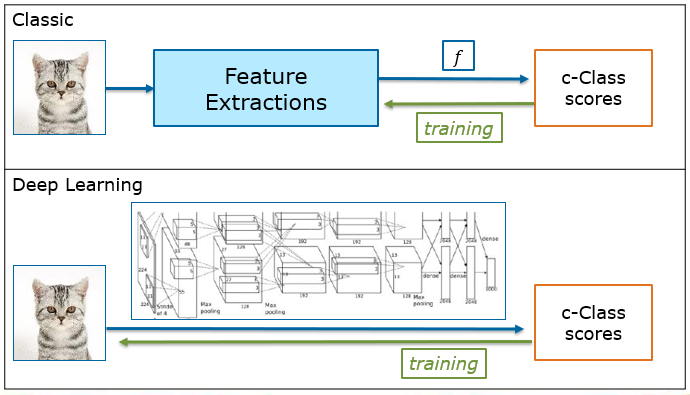 Classic
Feature
Extractions
f
c-Class
scores
training
Deep Learning
192
192
128
2048
2048
dense
48
128
224
5
5
3
3
3
13
13
13
dense
dense
1000
192
192
128
Max
pooling
2048
2048
11
55
27
224
Stride
of 4
Max
pooling
128
Max
pooling
c-Class
scores
training